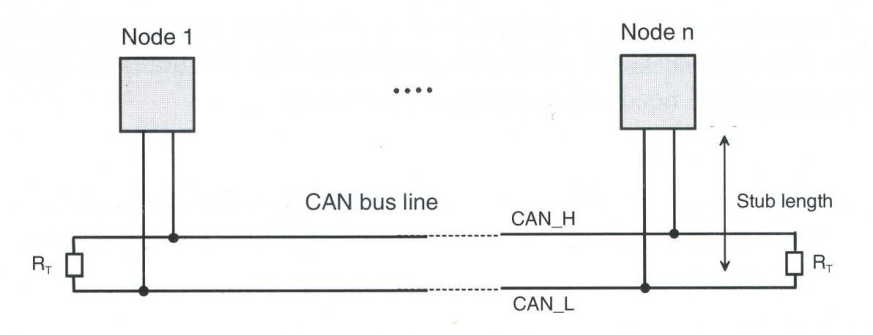 Node 1
Node n
CAN bus line
CAN_H
Stub length
R_T
R_T
CAN_L